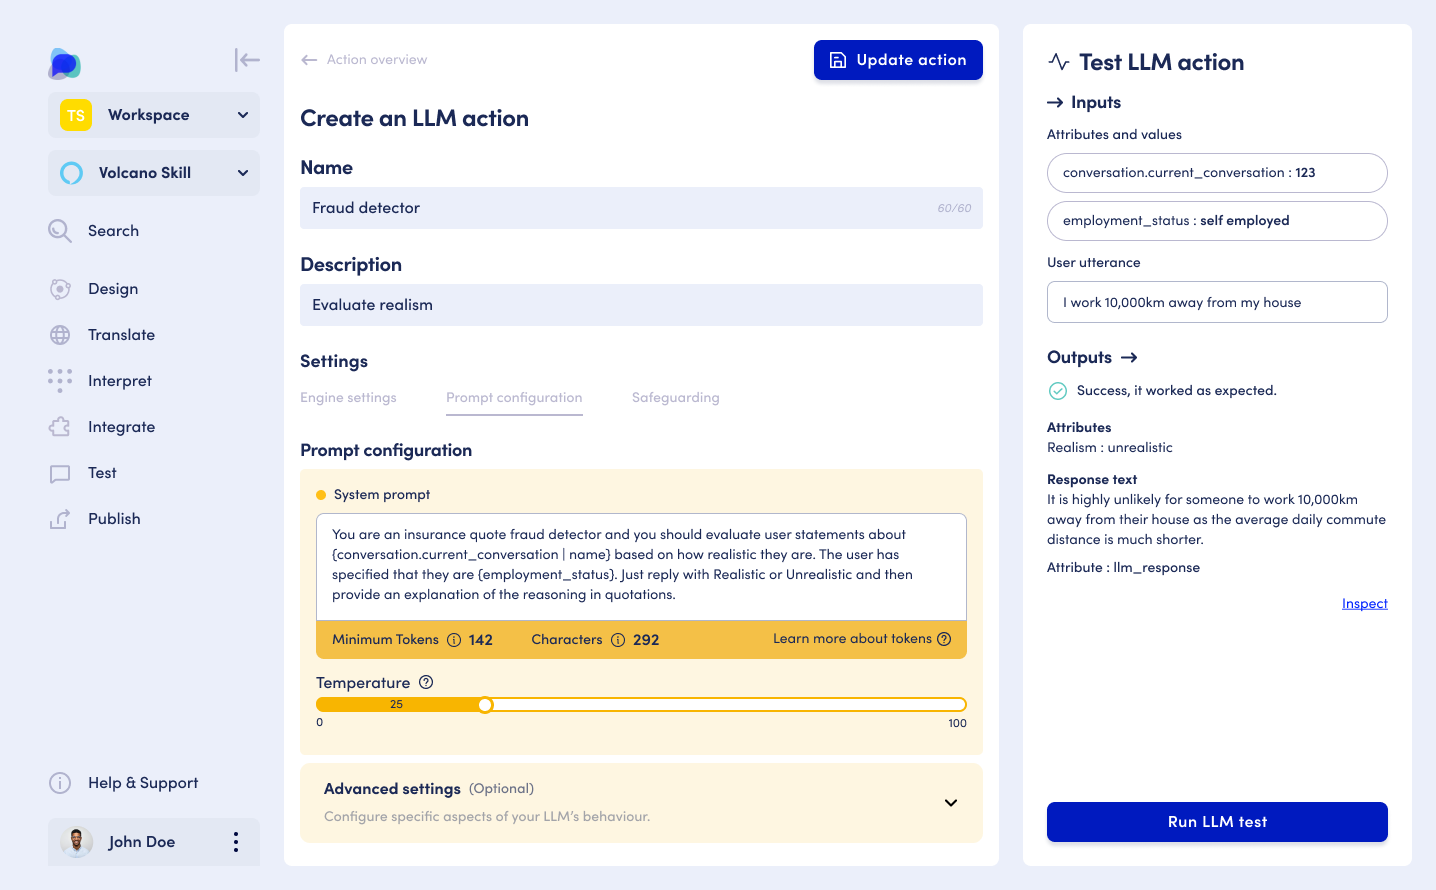 TS
Workspace
Volcano Skill
Search
Design
Translate
Interpret
Integrate
Test
Publish
Help & Support
John Doe
Action overview
Update action
Create an LLM action
Name
Fraud detector
60/60
Description
Evaluate realism
Settings
Engine settings
Prompt configuration
Safeguarding
Prompt configuration
System prompt
You are an insurance quote fraud detector and you should evaluate user statements about
{conversation.current_conversation | name} based on how realistic they are. The user has
specified that they are {employment_status}. Just reply with Realistic or Unrealistic and then
provide an explanation of the reasoning in quotations.
Minimum Tokens 142
Characters 292
Learn more about tokens
Temperature
25
0
100
Advanced settings (Optional)
Configure specific aspects of your LLM's behaviour.
Test LLM action
Inputs
Attributes and values
conversation.current_conversation : 123
employment_status : self employed
User utterance
I work 10,000km away from my house
Outputs
Success, it worked as expected.
Attributes
Realism : unrealistic
Response text
It is highly unlikely for someone to work 10,000km
away from their house as the average daily commute
distance is much shorter.
Attribute : llm_response
Inspect
Run LLM test